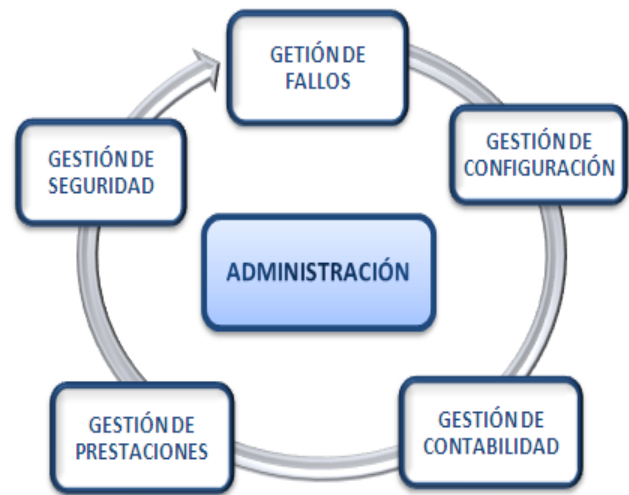 GETIÓN DE
FALLOS
GESTIÓN DE
CONFIGURACIÓN
GESTIÓN DE
SEGURIDAD
ADMINISTRACIÓN
GESTIÓN DE
CONTABILIDAD
GESTIÓN DE
PRESTACIONES